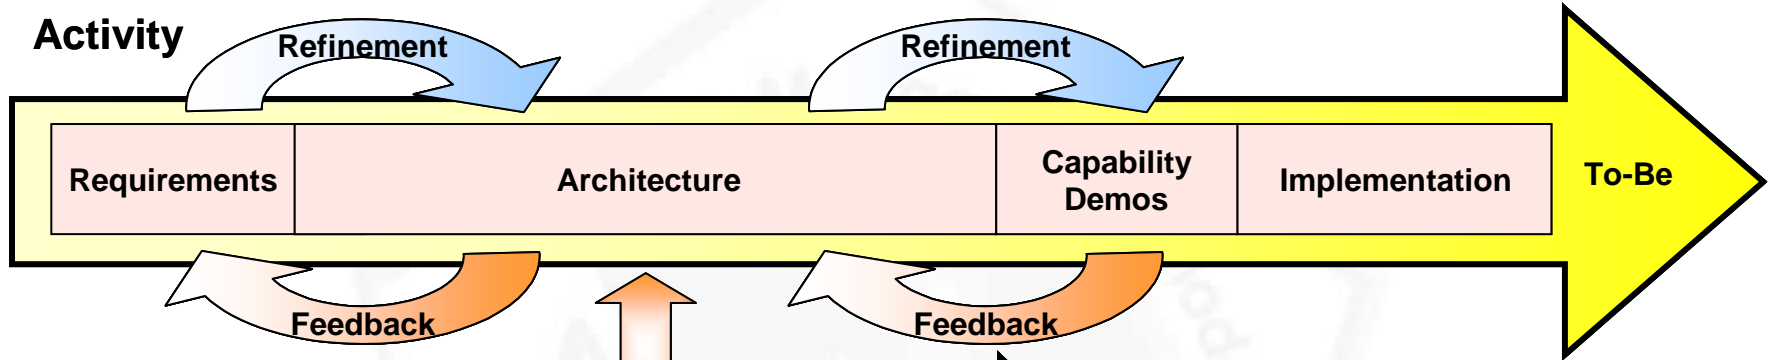 Activity
Refinement
Refinement
Requirements
Architecture
Capability
Demos
Implementation
To-Be
Feedback
Feedback